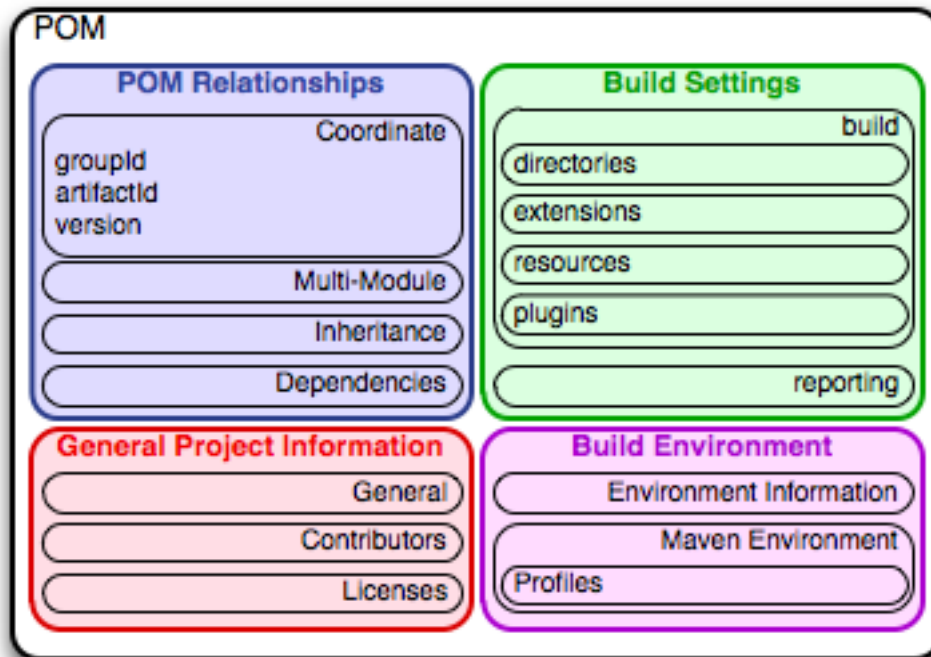 POM
POM Relationships
Coordinate
groupId
artifactId
version
Multi-Module
Inheritance
Dependencies
Build Settings
build
directories
extensions
resources
plugins
reporting
General Project Information
General
Contributors
Licenses
Build Environment
Environment Information
Maven Environment
Profiles